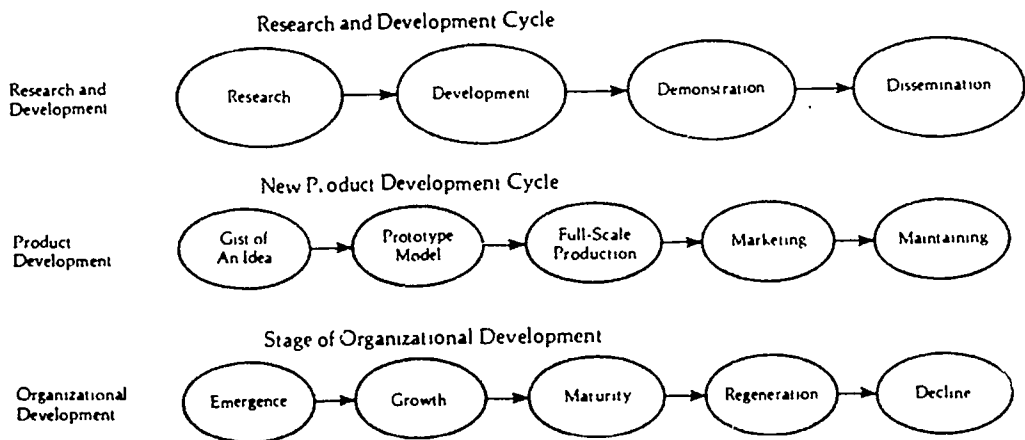 Research and Development Cycle
Research and
Development
Research
Development
Demonstration
Dissemination
New Product Development Cycle
Product
Development
Gist of
An Idea
Prototype
Model
Full-Scale
Production
Marketing
Maintaining
Stage of Organizational Development
Organizational
Development
Emergence
Growth
Maturity
Regeneration
Decline